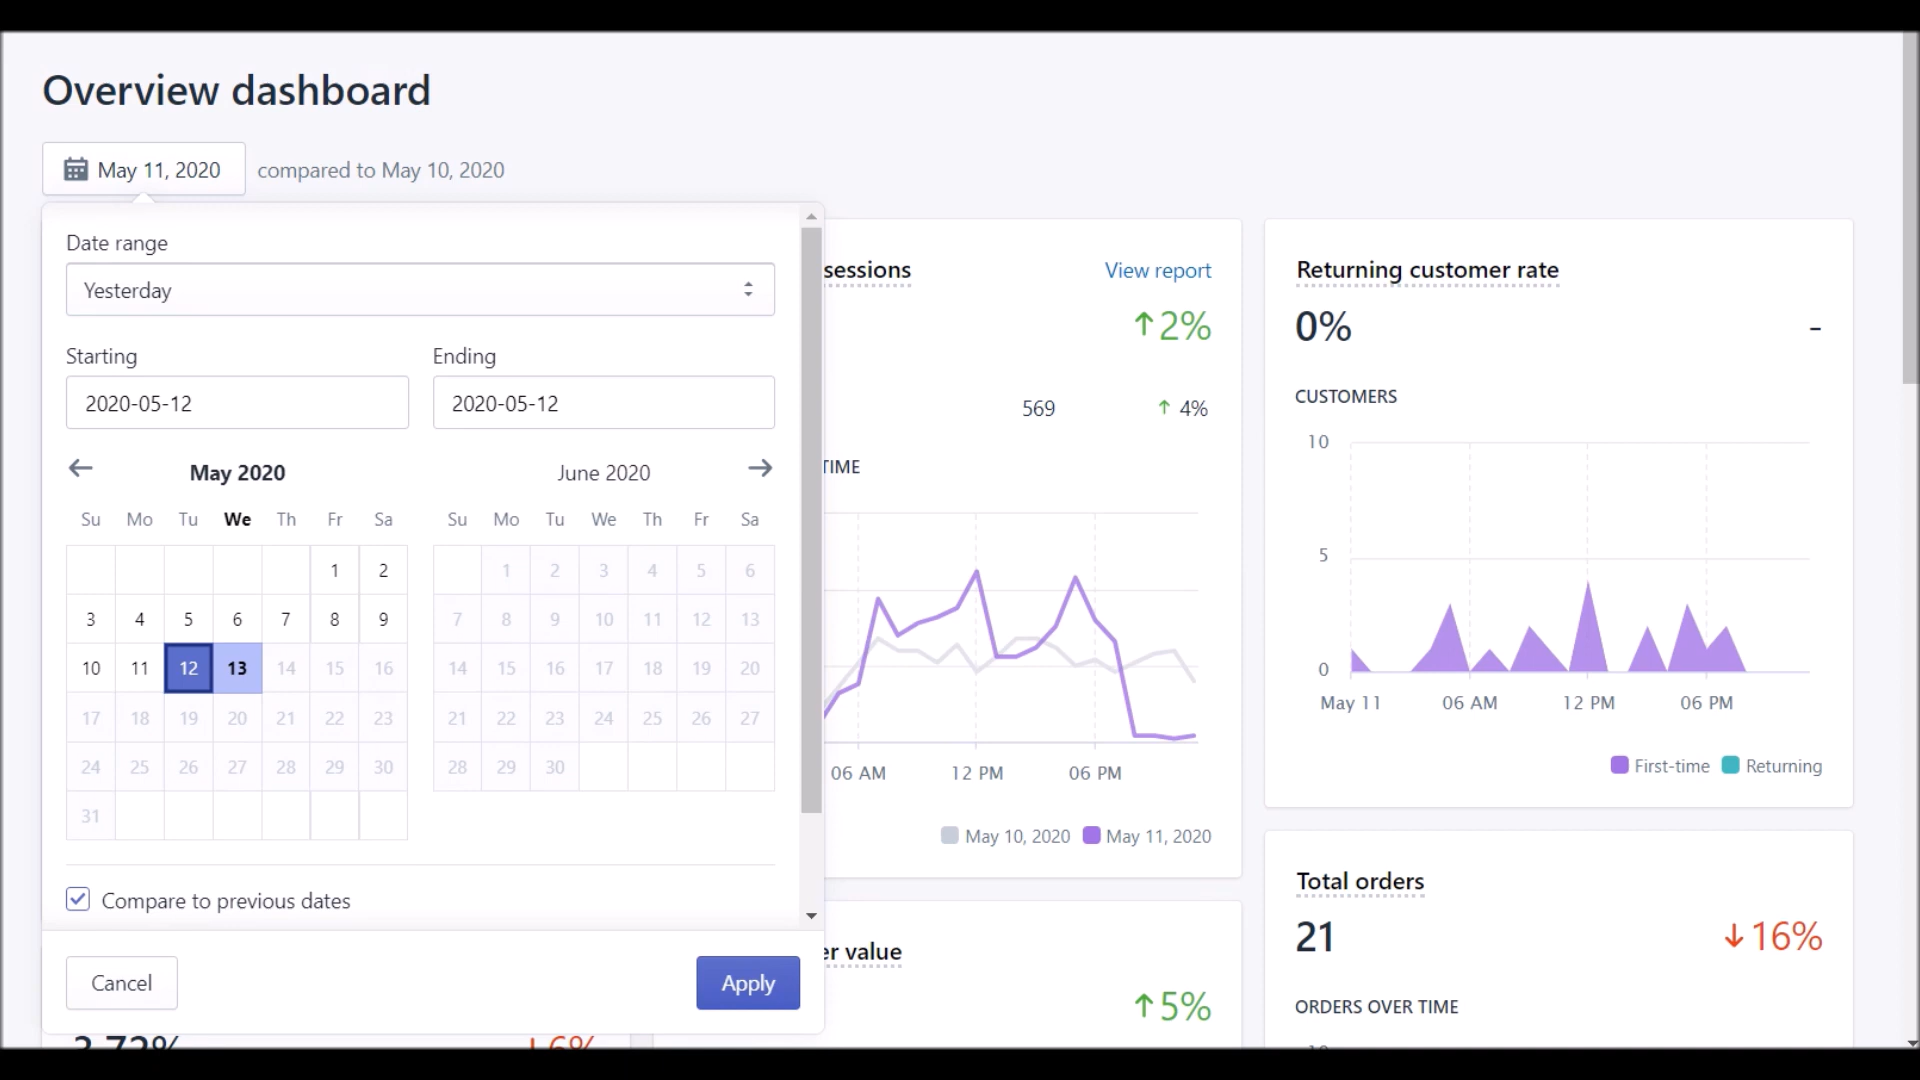 Overview dashboard
May 11, 2020
compared to May 10, 2020
Date range
Yesterday
Starting
Ending
2020-05-12
2020-05-12
May 2020
Su Mo Tu We Th Fr Sa
1 2
3 4 5 6 7 8 9
10 11 12 13 14 15 16
17 18 19 20 21 22 23
24 25 26 27 28 29 30
31
June 2020
Su Mo Tu We Th Fr Sa
1 2 3 4 5 6
7 8 9 10 11 12 13
14 15 16 17 18 19 20
21 22 23 24 25 26 27
28 29 30
Compare to previous dates
Cancel
Apply
3.72%
6%
sessions
View report
2%
569
4%
TIME
06 AM
12 PM
06 PM
May 10, 2020
May 11, 2020
er value
5%
Returning customer rate
0%
-
CUSTOMERS
10
5
0
May 11
06 AM
12 PM
06 PM
First-time
Returning
Total orders
21
16%
ORDERS OVER TIME
10